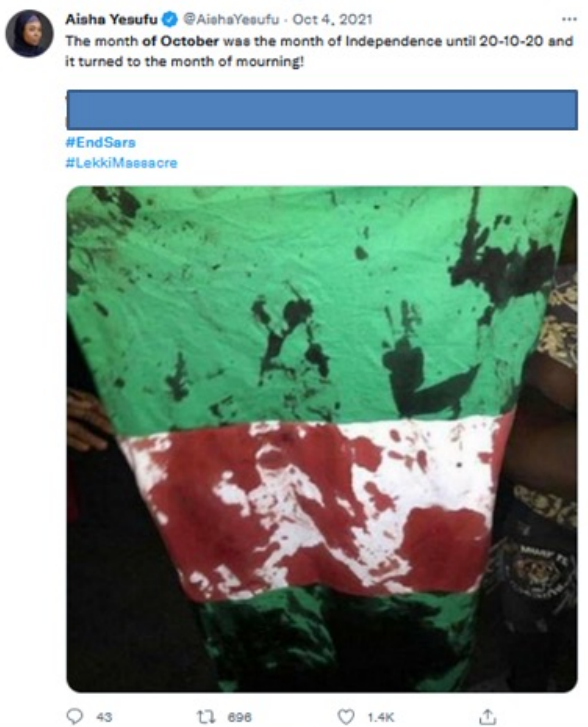 Aisha Yesufu @AishaYesufu · Oct 4, 2021
The month of October was the month of Independence until 20-10-20 and
it turned to the month of mourning!
#EndSars
#LekkiMassacre
43 696 1.4K